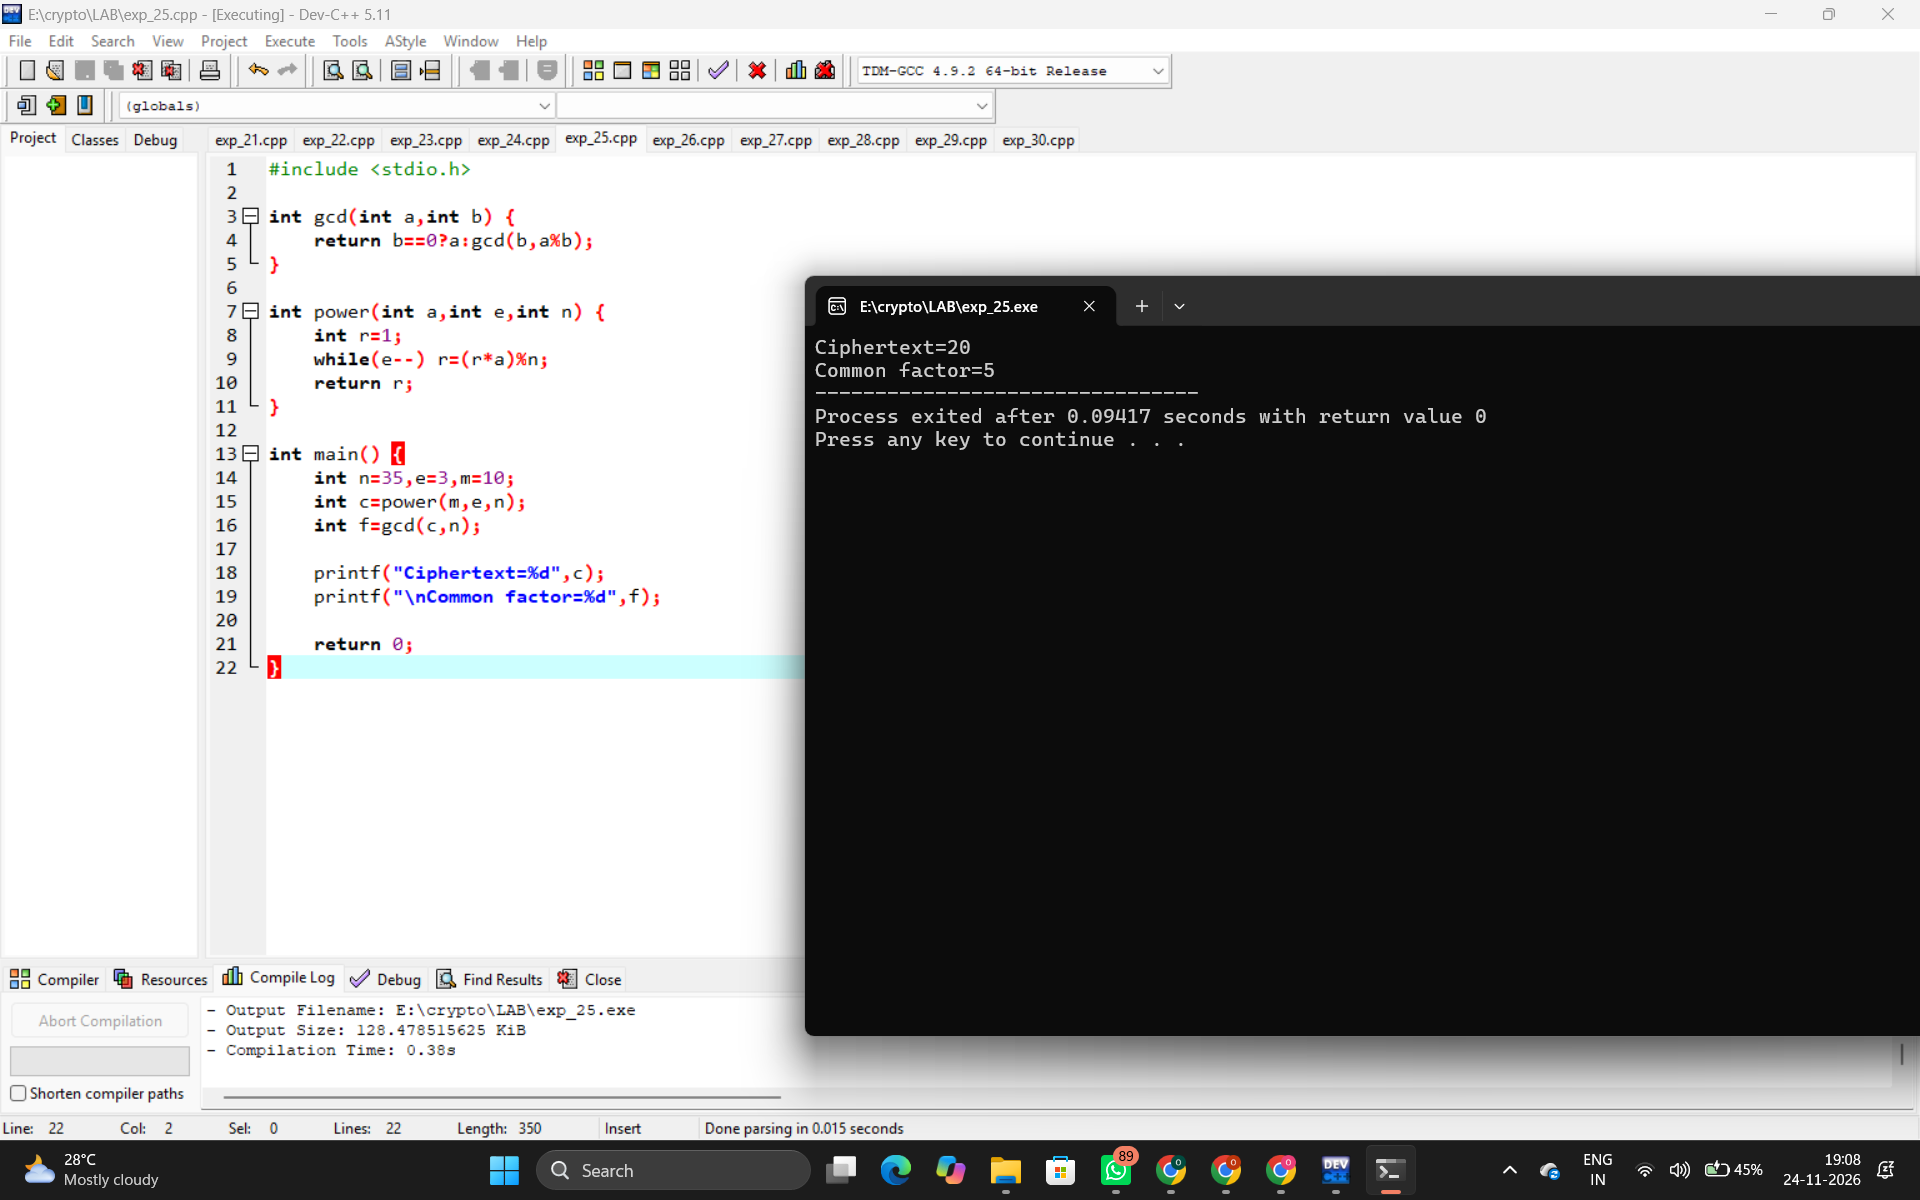 E:\crypto\LAB\exp_25.cpp - [Executing] - Dev-C++ 5.11
File Edit Search View Project Execute Tools AStyle Window Help
TDM-GCC 4.9.2 64-bit Release
(globals)
Project Classes Debug exp_21.cpp exp_22.cpp exp_23.cpp exp_24.cpp exp_25.cpp exp_26.cpp exp_27.cpp exp_28.cpp exp_29.cpp exp_30.cpp
1 #include <stdio.h>
2
3 int gcd(int a,int b) {
4 return b==0?a:gcd(b,a%b);
5 }
6
7 int power(int a,int e,int n) {
8 int r=1;
9 while(e--) r=(r*a)%n;
10 return r;
11 }
12
13 int main() {
14 int n=35,e=3,m=10;
15 int c=power(m,e,n);
16 int f=gcd(c,n);
17
18 printf("Ciphertext=%d",c);
19 printf("\nCommon factor=%d",f);
20
21 return 0;
22 }
E:\crypto\LAB\exp_25.exe
Ciphertext=20
Common factor=5
--------------------------------
Process exited after 0.09417 seconds with return value 0
Press any key to continue . . .
Compiler Resources Compile Log Debug Find Results Close
Abort Compilation
Shorten compiler paths
- Output Filename: E:\crypto\LAB\exp_25.exe
- Output Size: 128.478515625 KiB
- Compilation Time: 0.38s
Line: 22 Col: 2 Sel: 0 Lines: 22 Length: 350 Insert Done parsing in 0.015 seconds
28°C
Mostly cloudy
Search
89
DEV
C++
ENG
IN
45%
19:08
24-11-2026